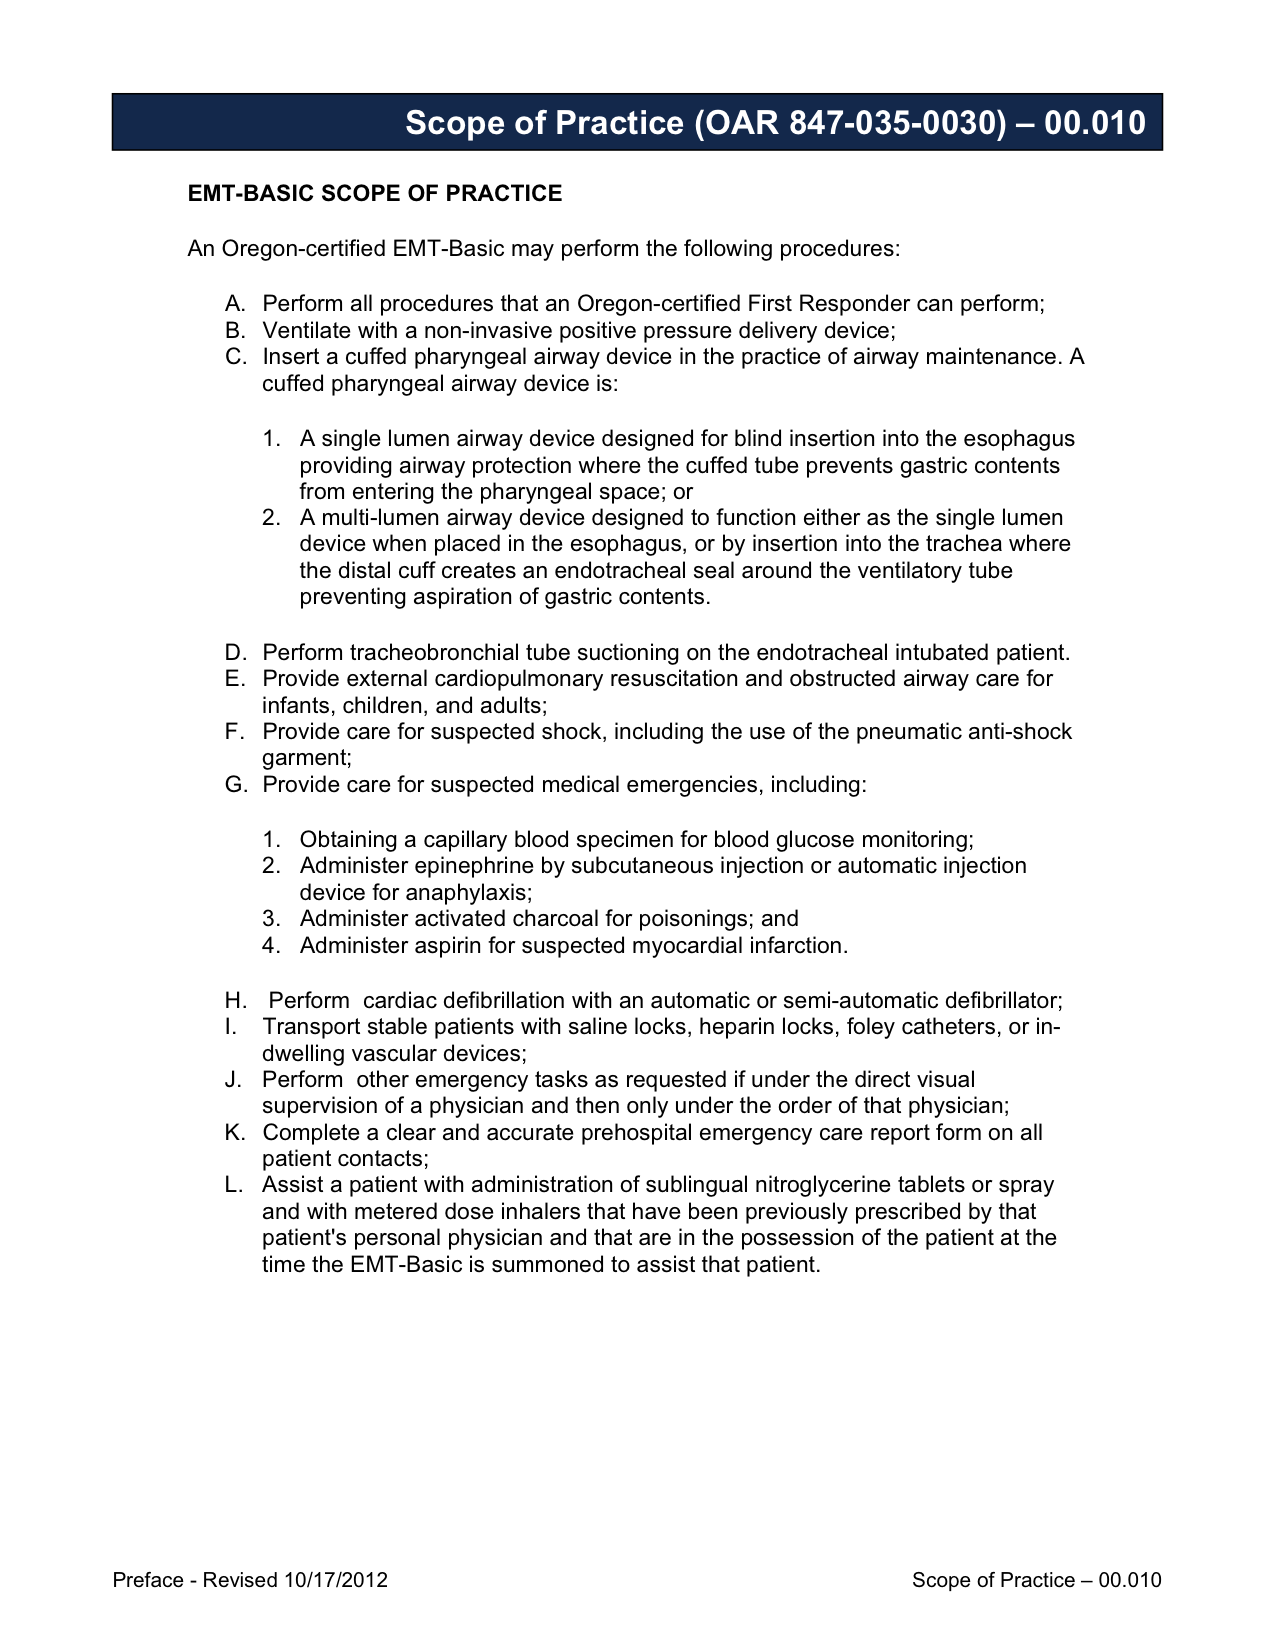 Scope of Practice (OAR 847-035-0030) – 00.010
EMT-BASIC SCOPE OF PRACTICE
An Oregon-certified EMT-Basic may perform the following procedures:
A. Perform all procedures that an Oregon-certified First Responder can perform;
B. Ventilate with a non-invasive positive pressure delivery device;
C. Insert a cuffed pharyngeal airway device in the practice of airway maintenance. A
cuffed pharyngeal airway device is:
1. A single lumen airway device designed for blind insertion into the esophagus
providing airway protection where the cuffed tube prevents gastric contents
from entering the pharyngeal space; or
2. A multi-lumen airway device designed to function either as the single lumen
device when placed in the esophagus, or by insertion into the trachea where
the distal cuff creates an endotracheal seal around the ventilatory tube
preventing aspiration of gastric contents.
D. Perform tracheobronchial tube suctioning on the endotracheal intubated patient.
E. Provide external cardiopulmonary resuscitation and obstructed airway care for
infants, children, and adults;
F. Provide care for suspected shock, including the use of the pneumatic anti-shock
garment;
G. Provide care for suspected medical emergencies, including:
1. Obtaining a capillary blood specimen for blood glucose monitoring;
2. Administer epinephrine by subcutaneous injection or automatic injection
device for anaphylaxis;
3. Administer activated charcoal for poisonings; and
4. Administer aspirin for suspected myocardial infarction.
H. Perform cardiac defibrillation with an automatic or semi-automatic defibrillator;
I. Transport stable patients with saline locks, heparin locks, foley catheters, or in-
dwelling vascular devices;
J. Perform other emergency tasks as requested if under the direct visual
supervision of a physician and then only under the order of that physician;
K. Complete a clear and accurate prehospital emergency care report form on all
patient contacts;
L. Assist a patient with administration of sublingual nitroglycerine tablets or spray
and with metered dose inhalers that have been previously prescribed by that
patient's personal physician and that are in the possession of the patient at the
time the EMT-Basic is summoned to assist that patient.
Preface - Revised 10/17/2012
Scope of Practice – 00.010